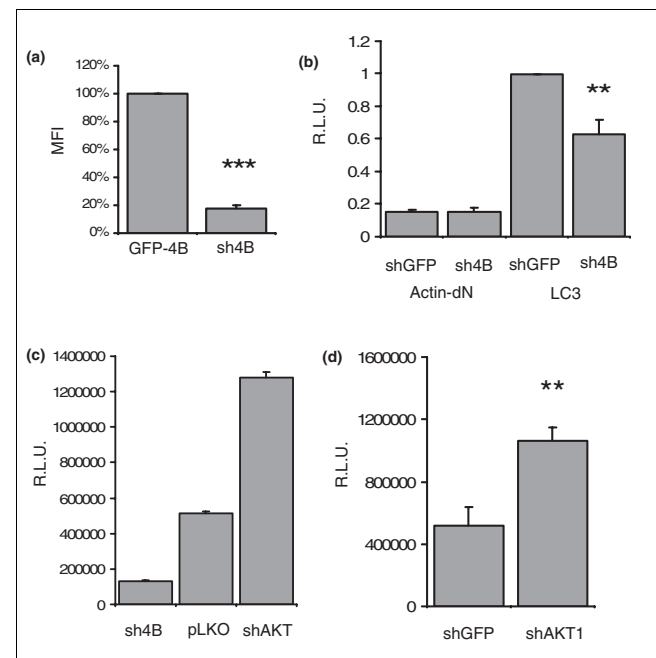 (a)
120%
100%
80%
60%
40%
20%
0%
MFI
***
GFP-4B sh4B
(b)
1.2
1
0.8
0.6
0.4
0.2
0
R.L.U.
**
shGFP sh4B shGFP sh4B
Actin-dN LC3
(c)
1400000
1200000
1000000
800000
600000
400000
200000
0
R.L.U.
sh4B pLKO shAKT
(d)
1600000
1200000
800000
400000
0
R.L.U.
**
shGFP shAKT1